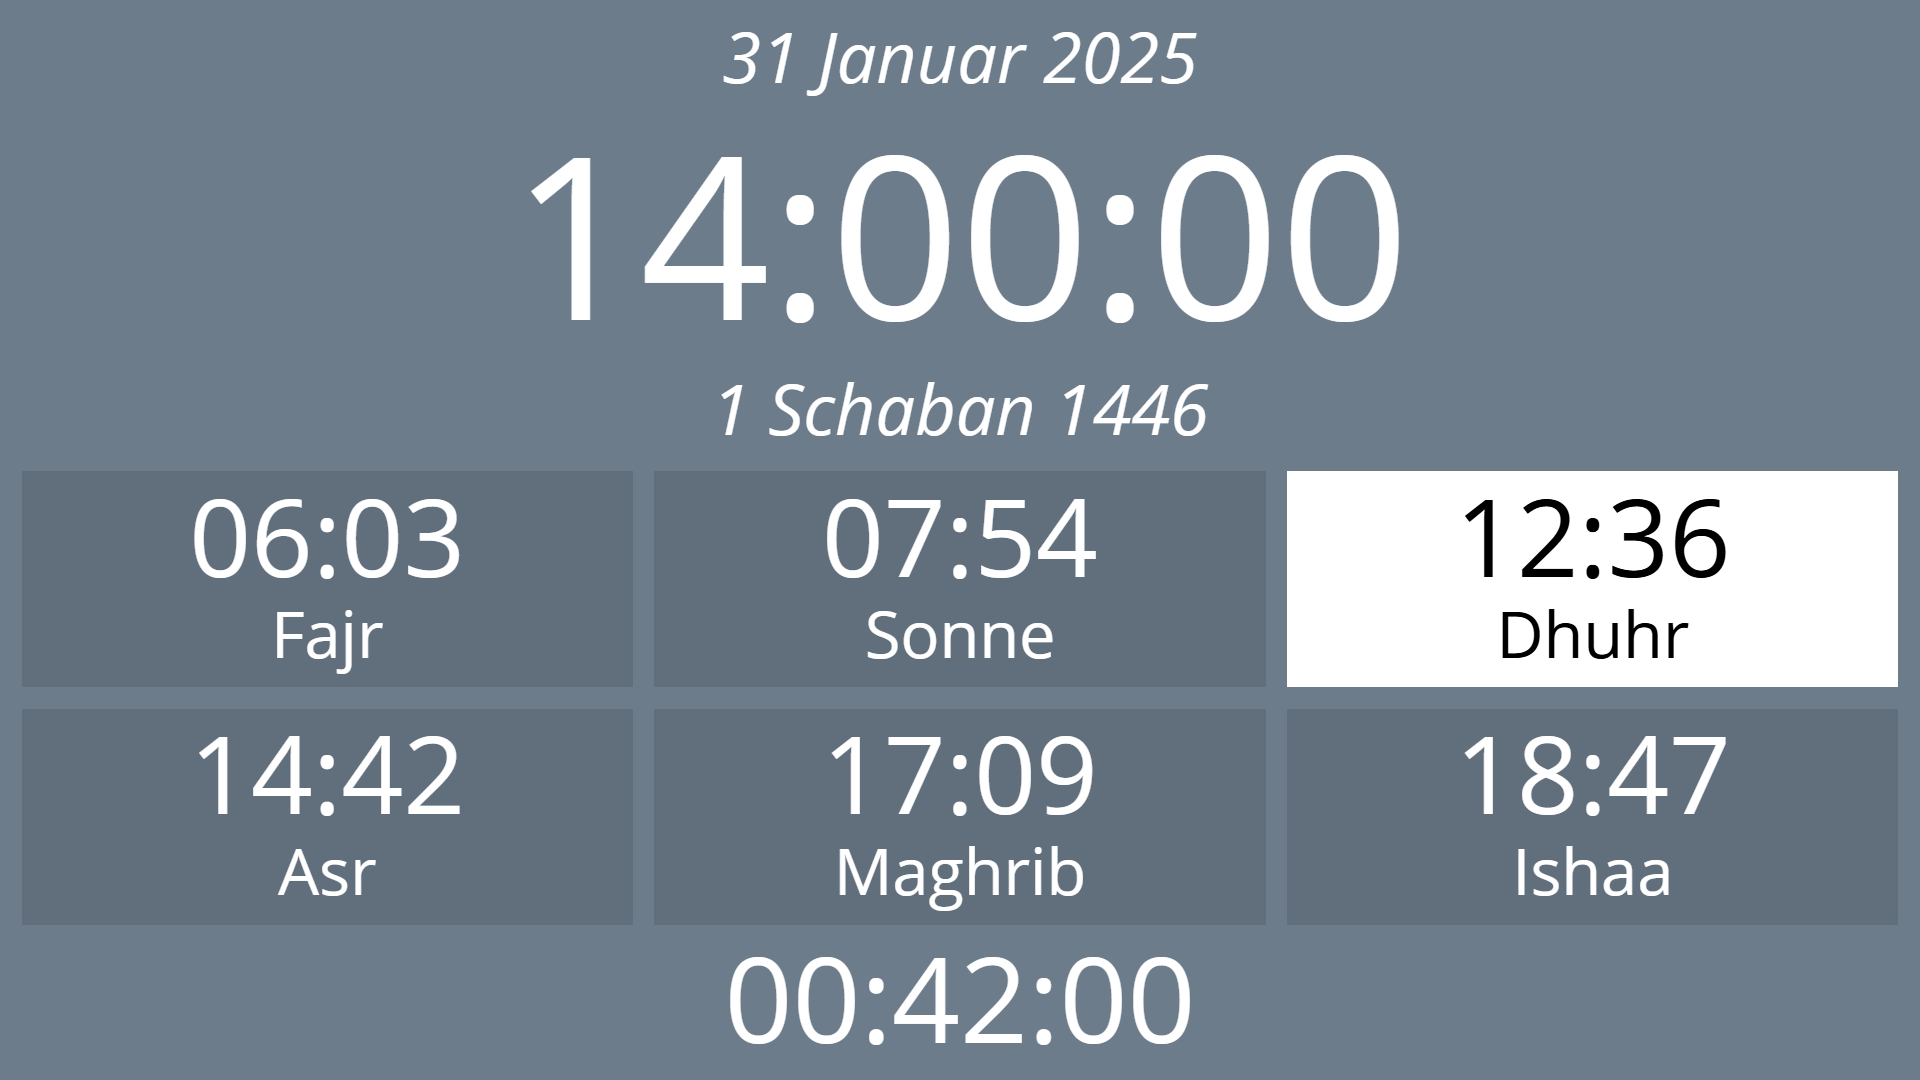 31 Januar 2025
14:00:00
1 Schaban 1446
06:03
Fajr
07:54
Sonne
12:36
Dhuhr
14:42
Asr
17:09
Maghrib
18:47
Ishaa
00:42:00